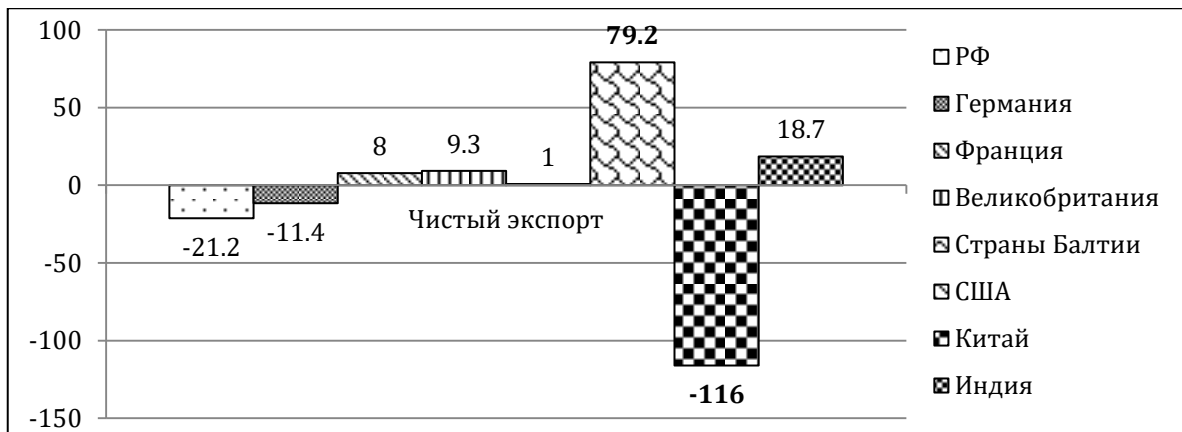 100
50
0
-50
-100
-150
-21.2
-11.4
8
9.3
1
79.2
-116
18.7
Чистый экспорт
РФ
Германия
Франция
Великобритания
Страны Балтии
США
Китай
Индия